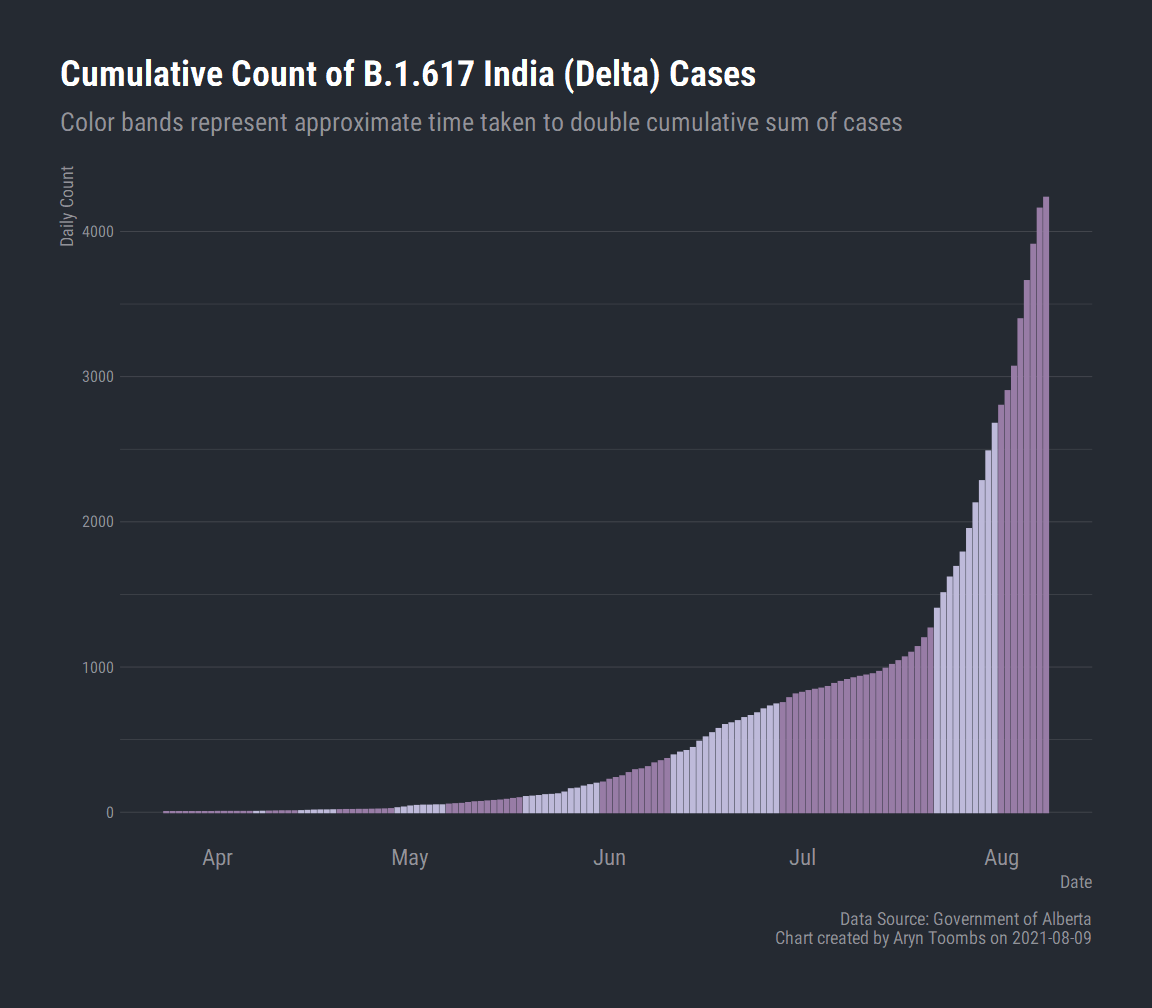 Cumulative Count of B.1.617 India (Delta) Cases
Color bands represent approximate time taken to double cumulative sum of cases
Daily Count
4000
3000
2000
1000
0
Apr May Jun Jul Aug
Date
Data Source: Government of Alberta
Chart created by Aryn Toombs on 2021-08-09